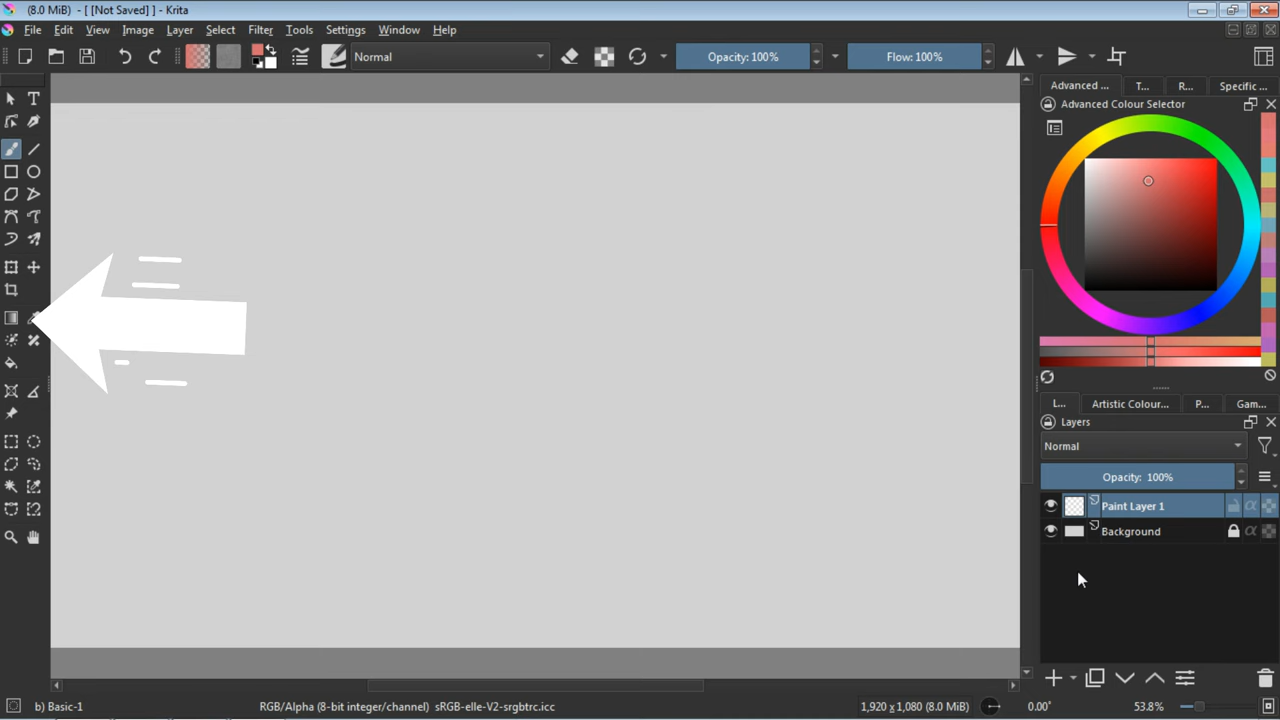 (8.0 MiB) - [ [Not Saved] ] - Krita
File Edit View Image Layer Select Filter Tools Settings Window Help
Normal
Opacity: 100%
Flow: 100%
Advanced ... T... R... Specific ...
Advanced Colour Selector
L... Artistic Colour... P... Gam...
Layers
Normal
Opacity: 100%
Paint Layer 1
Background
b) Basic-1
RGB/Alpha (8-bit integer/channel) sRGB-elle-V2-srgbtrc.icc
1,920 x 1,080 (8.0 MiB)
0.00°
53.8%